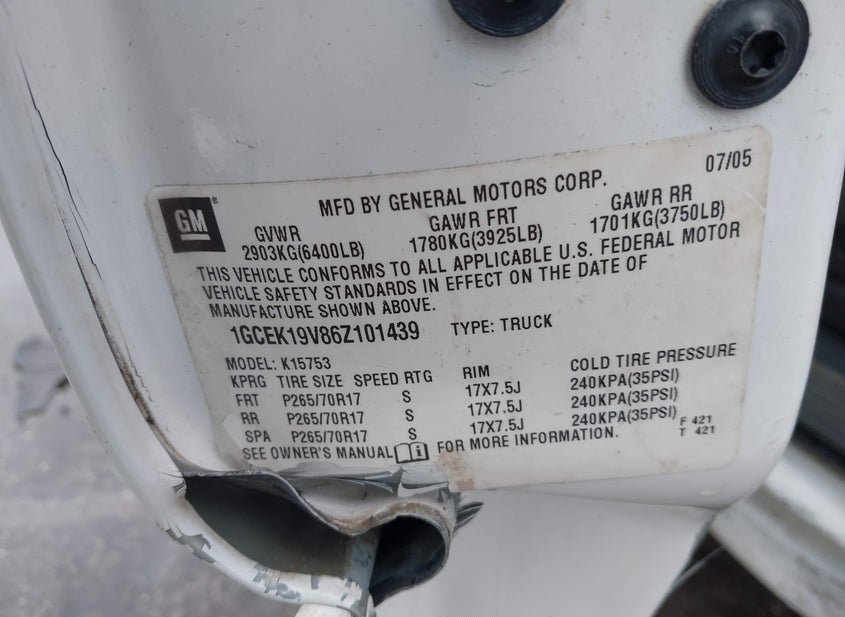 07/05
MFD BY GENERAL MOTORS CORP.
GM ®
GVWR GAWR FRT GAWR RR
2903KG(6400LB) 1780KG(3925LB) 1701KG(3750LB)
THIS VEHICLE CONFORMS TO ALL APPLICABLE U.S. FEDERAL MOTOR
VEHICLE SAFETY STANDARDS IN EFFECT ON THE DATE OF
MANUFACTURE SHOWN ABOVE.
1GCEK19V86Z101439 TYPE: TRUCK
MODEL: K15753
KPRG TIRE SIZE SPEED RTG RIM COLD TIRE PRESSURE
FRT P265/70R17 S 17X7.5J 240KPA(35PSI)
RR P265/70R17 S 17X7.5J 240KPA(35PSI)
SPA P265/70R17 S 17X7.5J 240KPA(35PSI)
SEE OWNER'S MANUAL i FOR MORE INFORMATION.
F 421
T 421